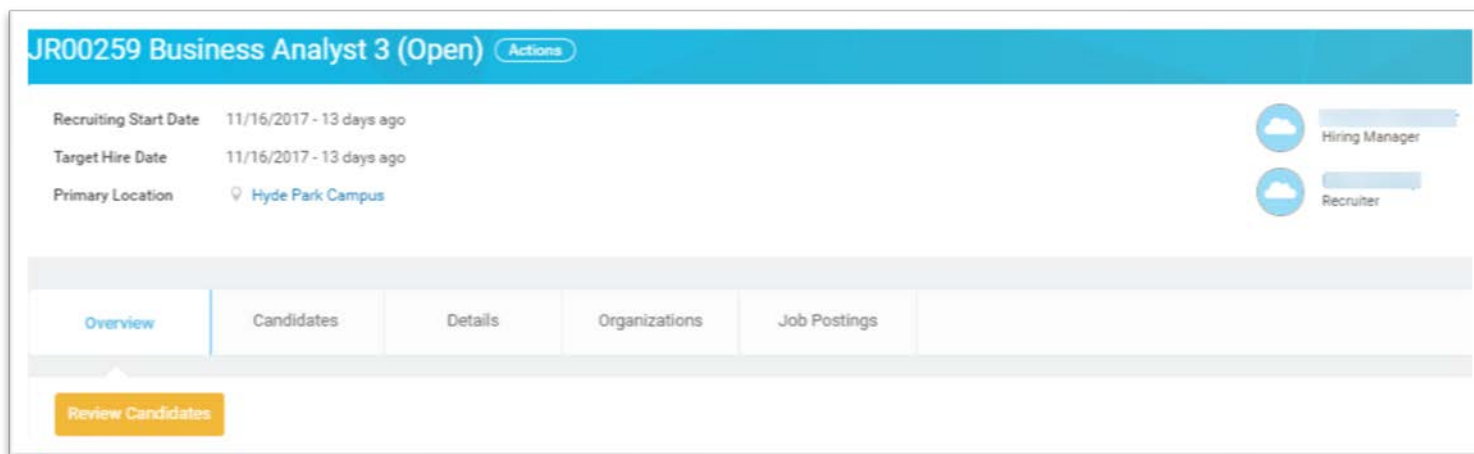 JR00259 Business Analyst 3 (Open) Actions
Recruiting Start Date 11/16/2017 - 13 days ago
Target Hire Date 11/16/2017 - 13 days ago
Primary Location Hyde Park Campus
Hiring Manager
Recruiter
Overview Candidates Details Organizations Job Postings
Review Candidates